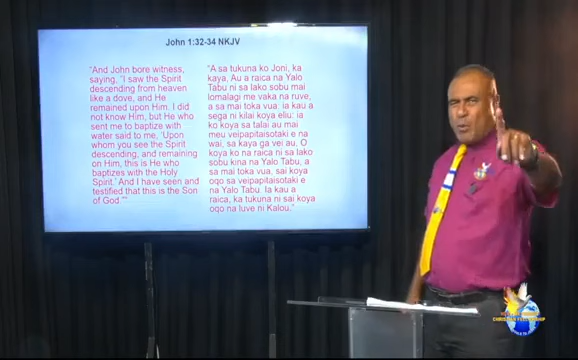 John 1:32-34 NKJV
"And John bore witness,
saying, "I saw the Spirit
descending from heaven
like a dove, and He
remained upon Him. I did
not know Him, but He who
sent me to baptize with
water said to me, 'Upon
whom you see the Spirit
descending, and remaining
on Him, this is He who
baptizes with the Holy
Spirit.' And I have seen and
testified that this is the Son
of God.""
"A sa tukuna ko Joni, ka
kaya, Au a raica na Yalo
Tabu ni sa lako sobu mai
lomalagi me vaka na ruve,
a sa mai toka vua: ia kau a
sega ni kilai koya eliu: ia
ko koya sa talai au mai
meu veipapitaisotaki e na
wai, sa kaya ga vei au, O
koya ko na raica ni sa lako
sobu kina na Yalo Tabu, a
sa mai toka vua, sai koya
oqo sa veipapitaisotaki e
na Yalo Tabu. Ia kau a
raica, ka tukuna ni sai koya
oqo na luve ni Kalou."
CHRISTIAN FELLOWSHIP